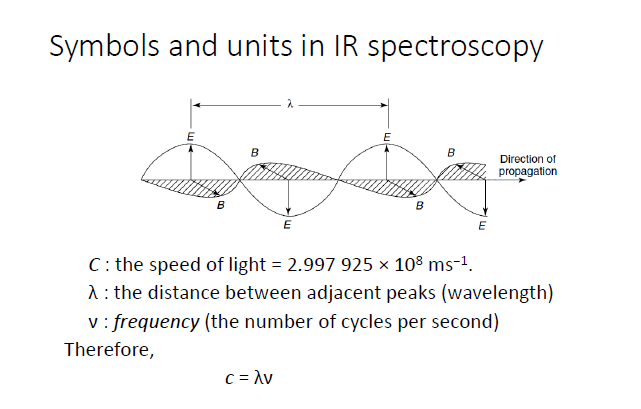 Symbols and units in IR spectroscopy
λ
E
E
B
B
Direction of
propagation
B
B
E
E
C : the speed of light = 2.997 925 × 10⁸ ms⁻¹.
λ : the distance between adjacent peaks (wavelength)
ν : frequency (the number of cycles per second)
Therefore,
c = λν